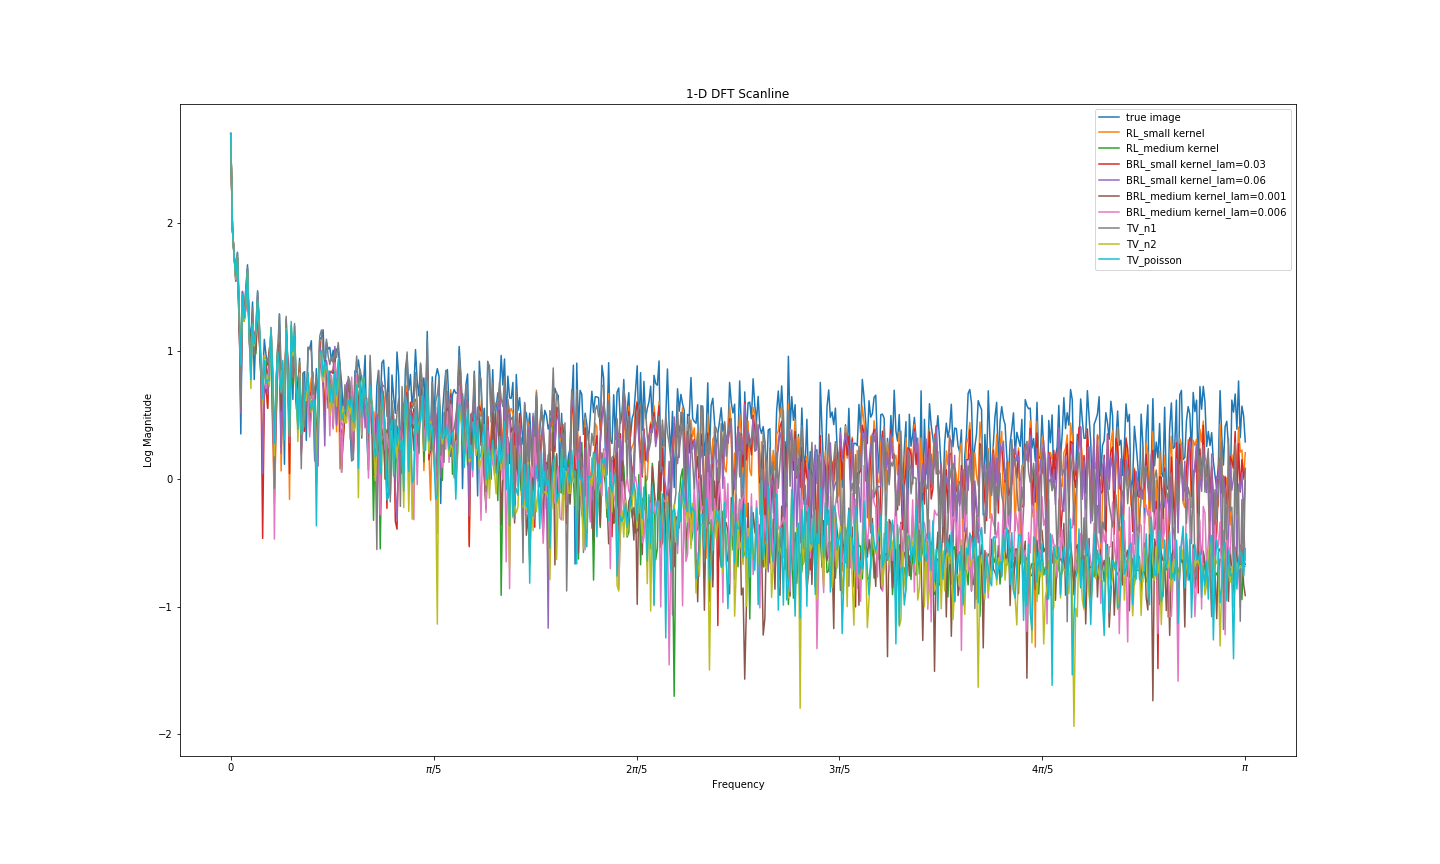 1-D DFT Scanline
true image
RL_small kernel
RL_medium kernel
BRL_small kernel_lam=0.03
BRL_small kernel_lam=0.06
BRL_medium kernel_lam=0.001
BRL_medium kernel_lam=0.006
TV_n1
TV_n2
TV_poisson
Log Magnitude
2
1
0
−1
−2
0
π/5
2π/5
3π/5
4π/5
π
Frequency